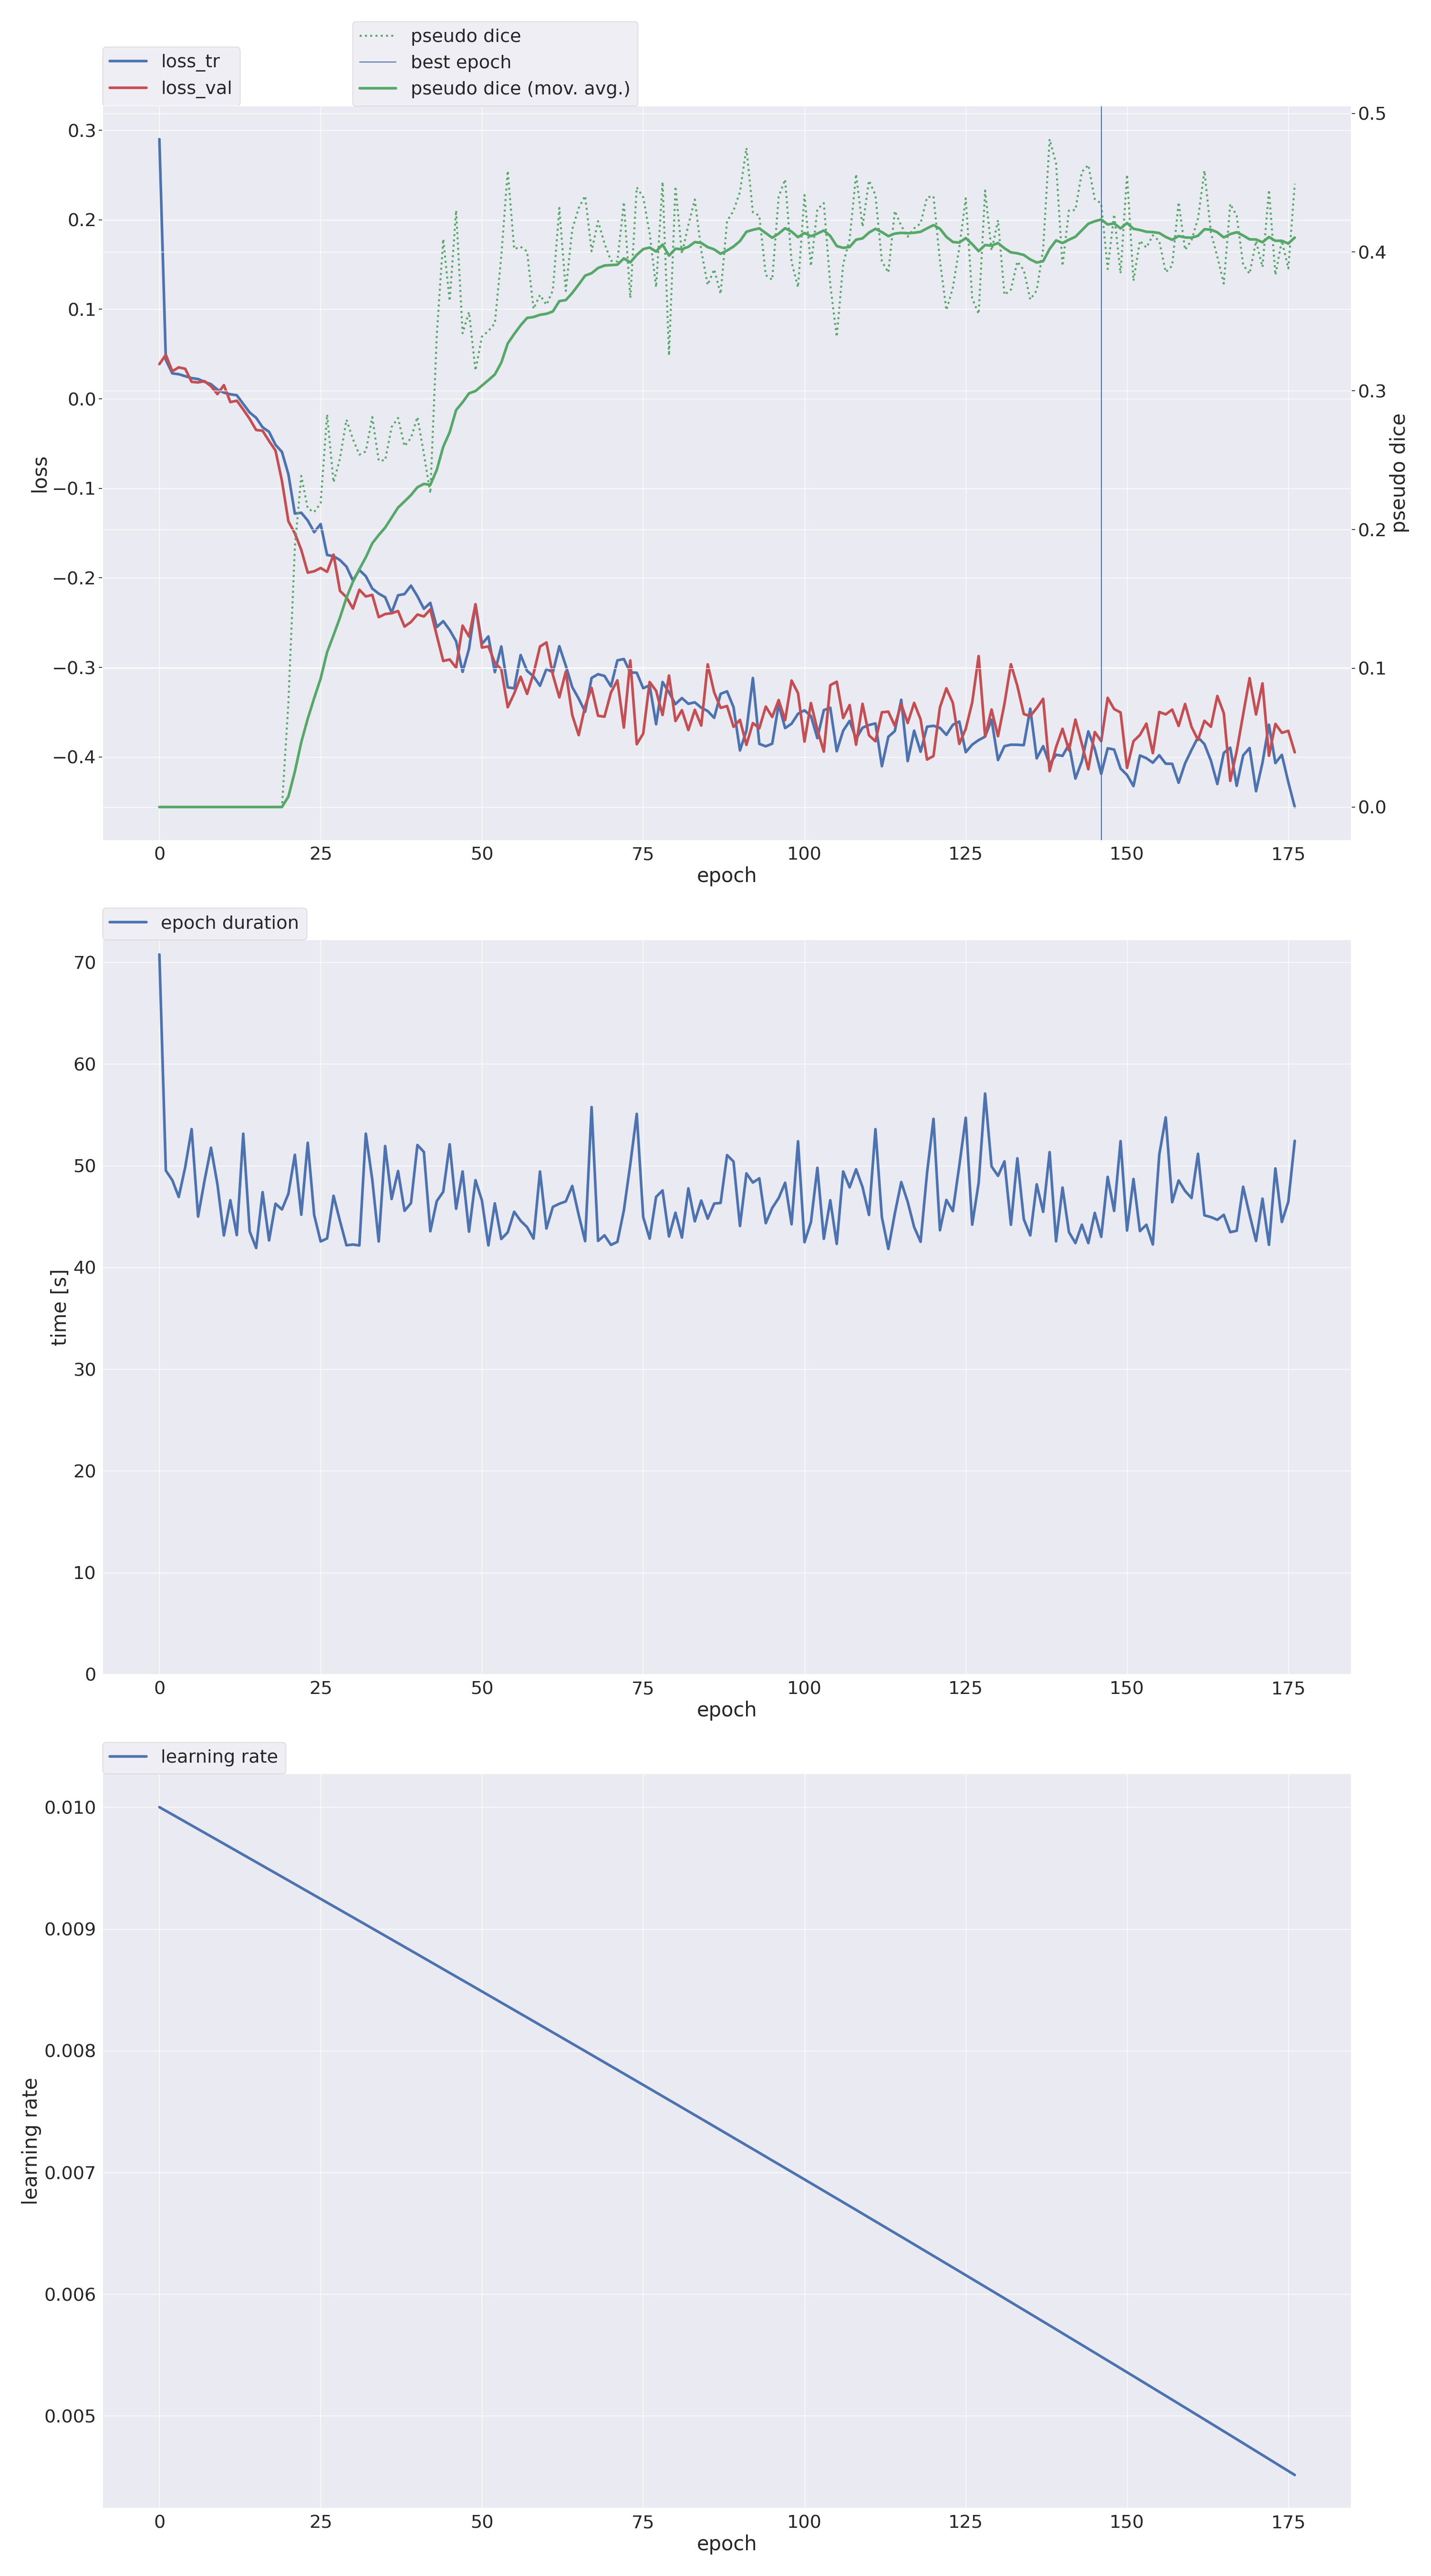 loss_tr
loss_val
pseudo dice
best epoch
pseudo dice (mov. avg.)
0.3
0.2
0.1
0.0
−0.1
−0.2
−0.3
−0.4
loss
0.5
0.4
0.3
0.2
0.1
0.0
pseudo dice
0 25 50 75 100 125 150 175
epoch
epoch duration
70
60
50
40
30
20
10
0
time [s]
0 25 50 75 100 125 150 175
epoch
learning rate
0.010
0.009
0.008
0.007
0.006
0.005
learning rate
0 25 50 75 100 125 150 175
epoch